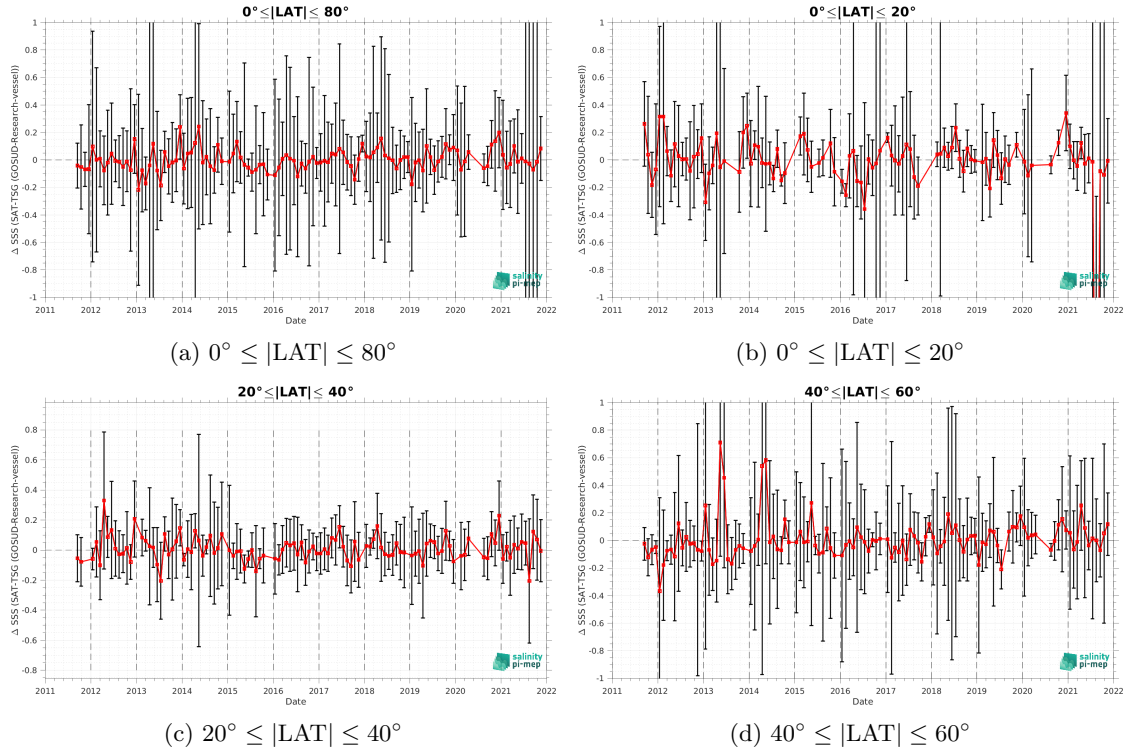 0°≤|LAT|≤ 80°
Δ SSS (SAT-TSG (GOSUD-Research-vessel))
1
0.8
0.6
0.4
0.2
0
-0.2
-0.4
-0.6
-0.8
-1
salinity
pi-mep
2011 2012 2013 2014 2015 2016 2017 2018 2019 2020 2021 2022
Date
(a) 0° ≤ |LAT| ≤ 80°
0°≤|LAT|≤ 20°
Δ SSS (SAT-TSG (GOSUD-Research-vessel))
1
0.8
0.6
0.4
0.2
0
-0.2
-0.4
-0.6
-0.8
-1
salinity
pi-mep
2011 2012 2013 2014 2015 2016 2017 2018 2019 2020 2021 2022
Date
(b) 0° ≤ |LAT| ≤ 20°
20°≤|LAT|≤ 40°
Δ SSS (SAT-TSG (GOSUD-Research-vessel))
0.8
0.6
0.4
0.2
0
-0.2
-0.4
-0.6
-0.8
salinity
pi-mep
2011 2012 2013 2014 2015 2016 2017 2018 2019 2020 2021 2022
Date
(c) 20° ≤ |LAT| ≤ 40°
40°≤|LAT|≤ 60°
Δ SSS (SAT-TSG (GOSUD-Research-vessel))
1
0.8
0.6
0.4
0.2
0
-0.2
-0.4
-0.6
-0.8
-1
salinity
pi-mep
2011 2012 2013 2014 2015 2016 2017 2018 2019 2020 2021 2022
Date
(d) 40° ≤ |LAT| ≤ 60°